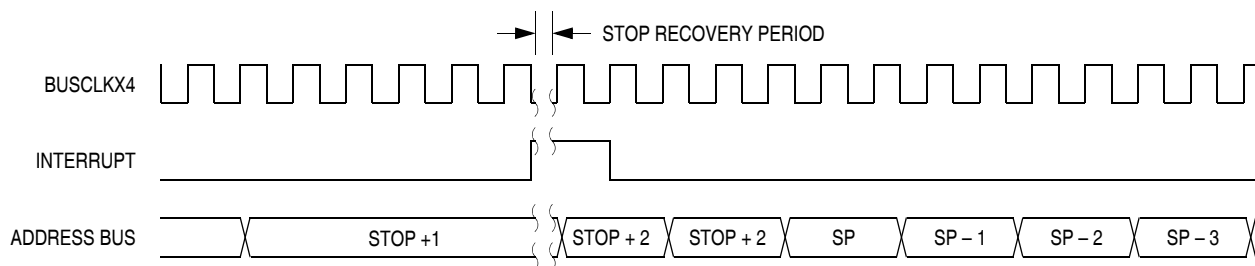 STOP RECOVERY PERIOD
BUSCLKX4
INTERRUPT
ADDRESS BUS STOP +1 STOP + 2 STOP + 2 SP SP – 1 SP – 2 SP – 3